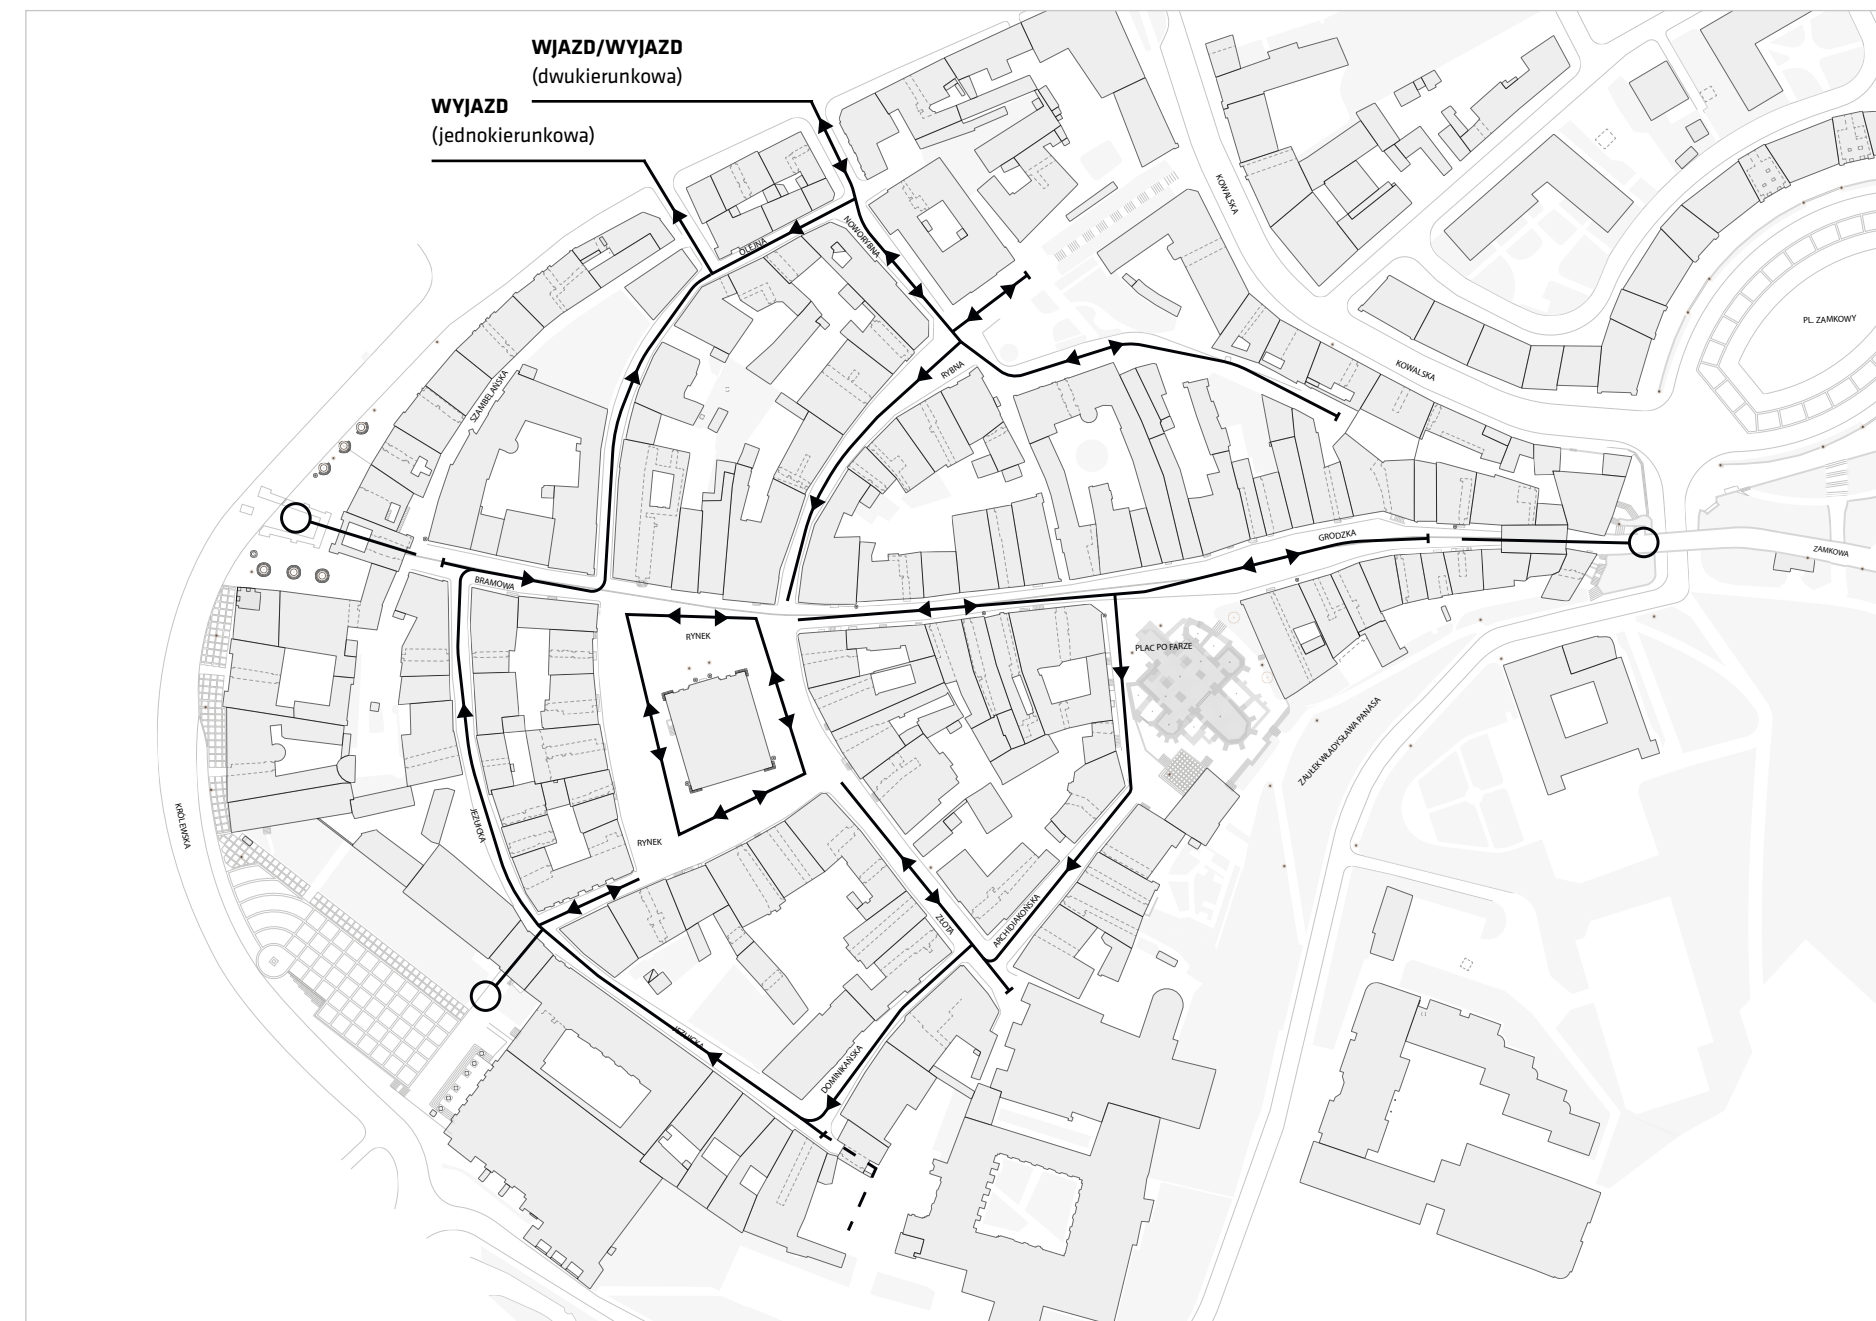 WJAZD/WYJAZD
(dwukierunkowa)
WYJAZD
(jednokierunkowa)
KOWALSKA
NOWORYBNA
OLEJNA
PL. ZAMKOWY
KOWALSKA
RYBNA
SZAMBELAŃSKA
GRODZKA
ZAMKOWA
BRAMOWA
RYNEK
PLAC PO FARZE
ZAUŁEK WŁADYSŁAWA PANASA
KRÓLEWSKA
JEZUICKA
RYNEK
ZŁOTA
ARCHIDIAKOŃSKA
JEZUICKA
DOMINIKAŃSKA